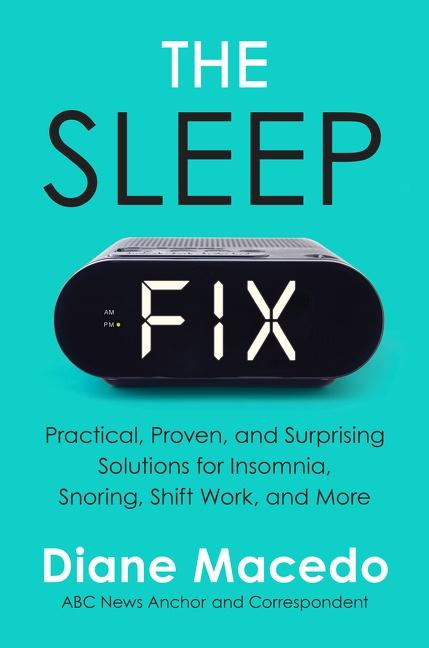 THE
SLEEP
AM
PM
FIX
Practical, Proven, and Surprising
Solutions for Insomnia,
Snoring, Shift Work, and More
Diane Macedo
ABC News Anchor and Correspondent